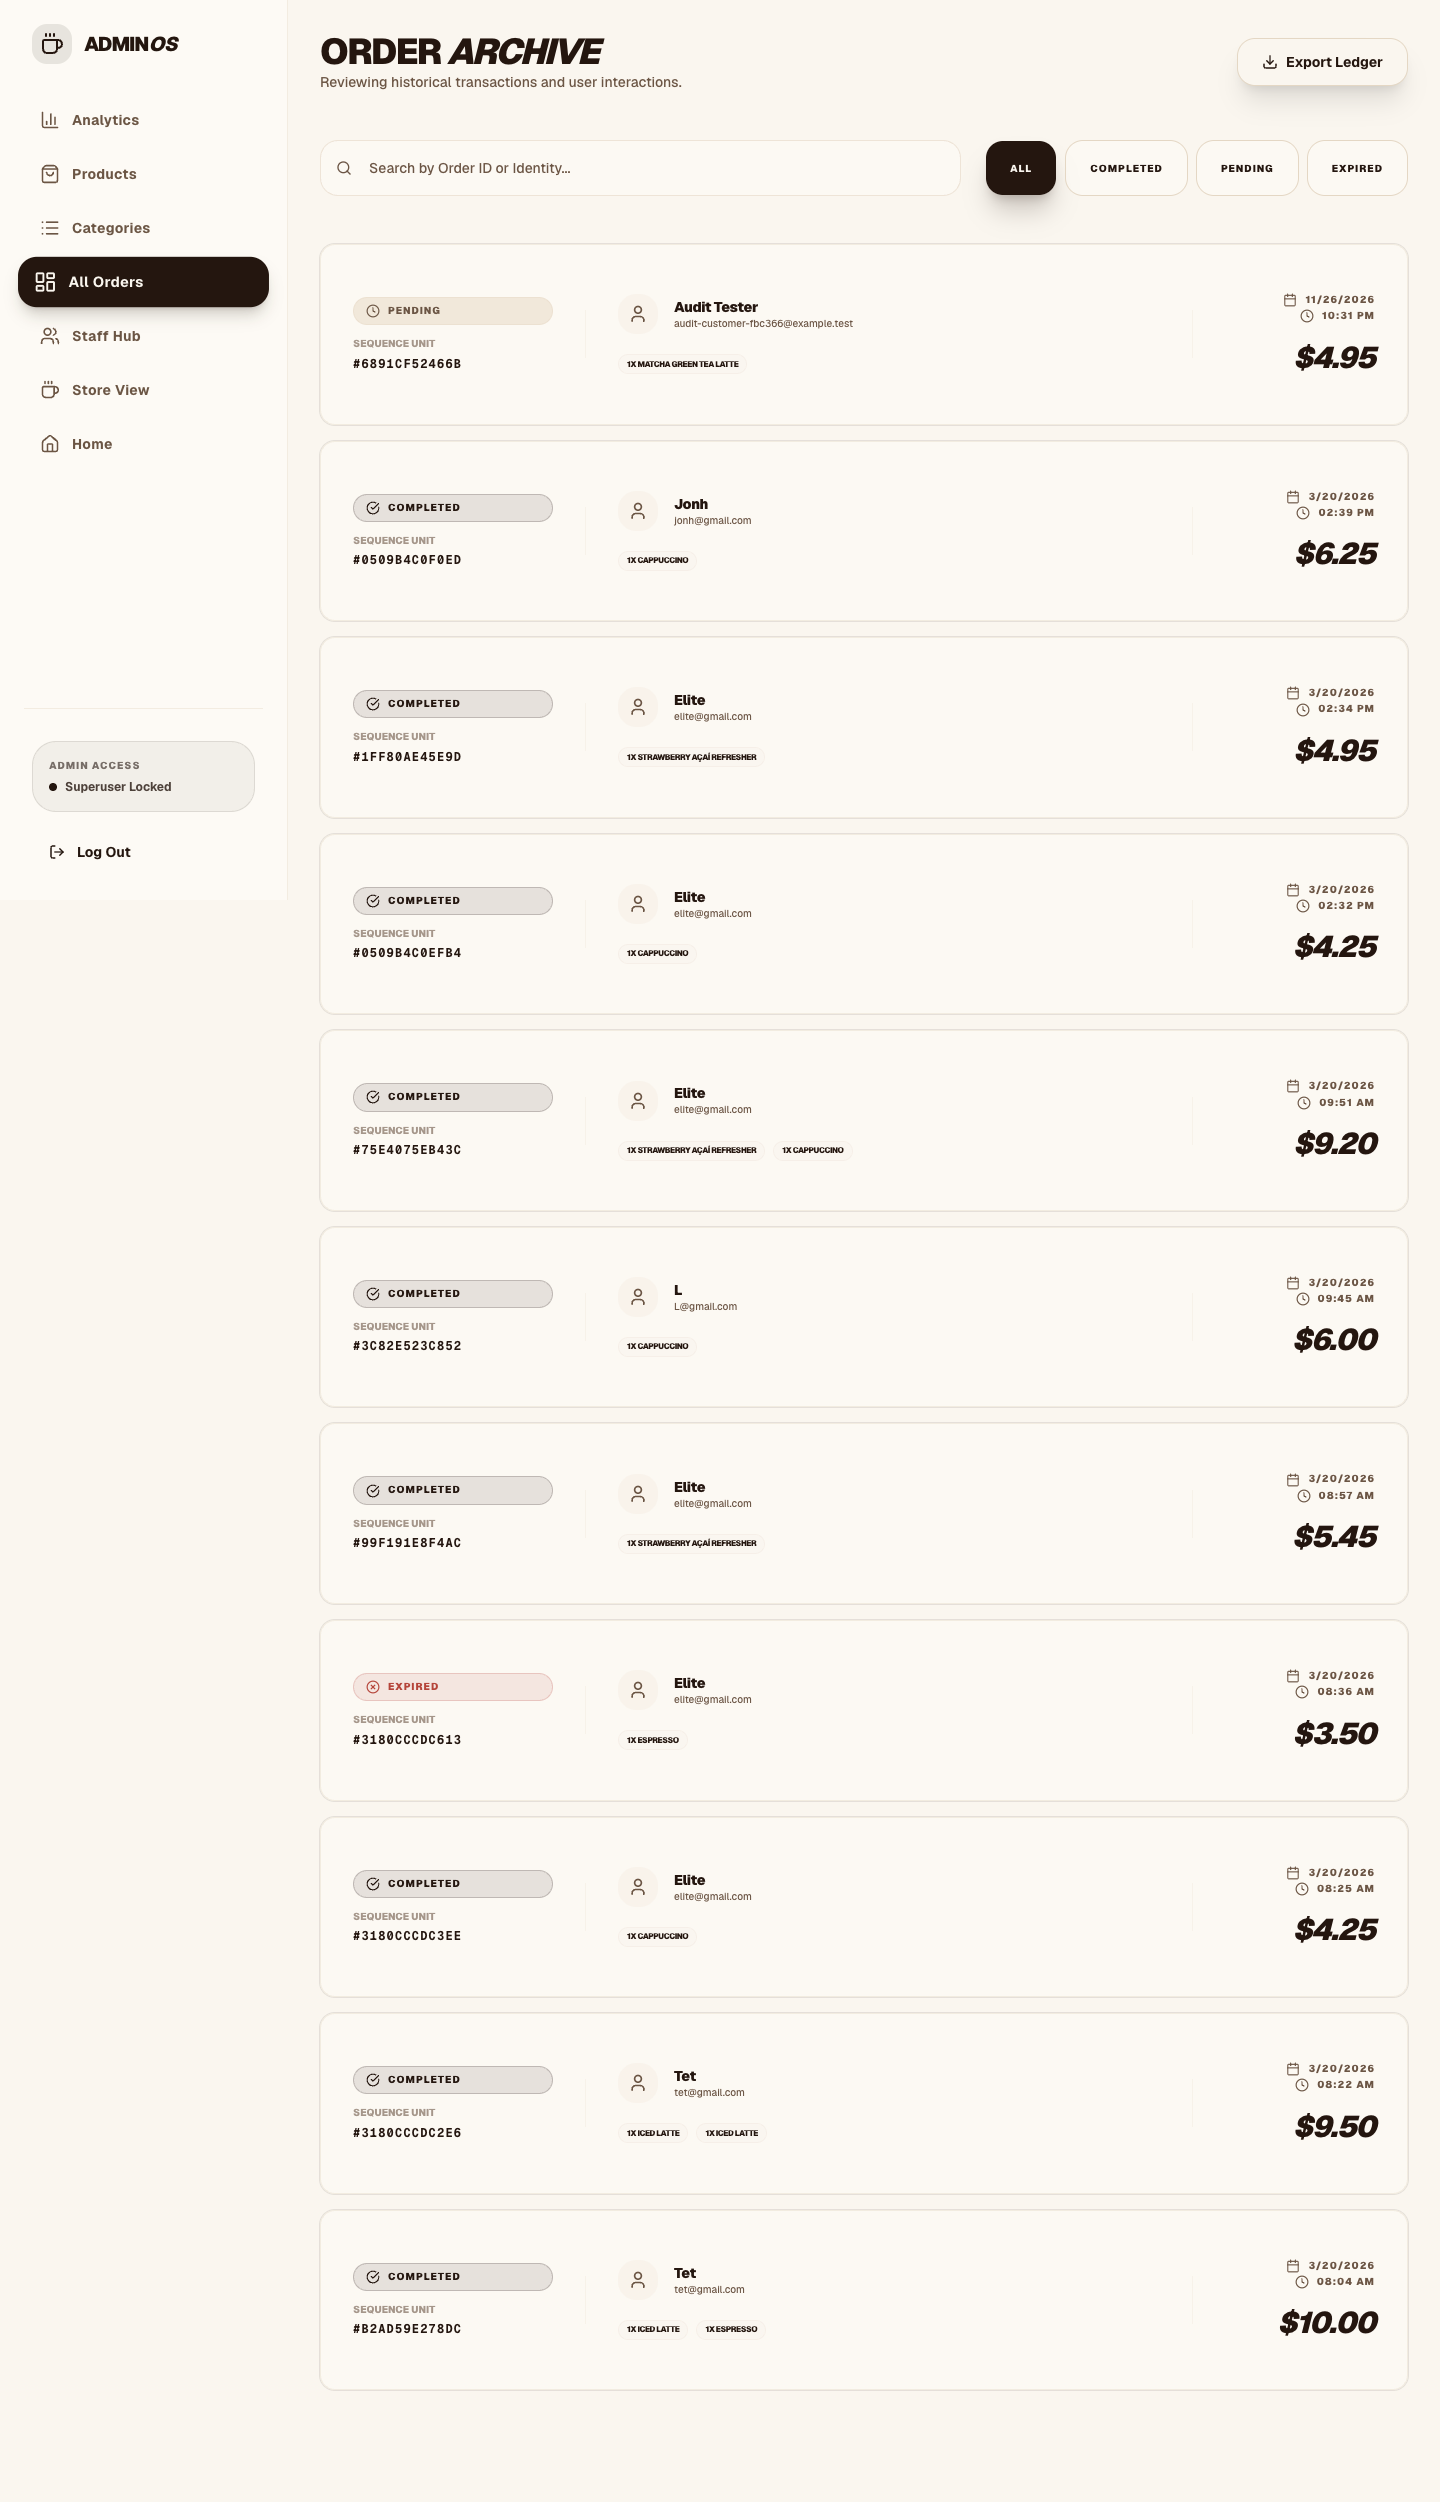 ADMINOS
Analytics
Products
Categories
All Orders
Staff Hub
Store View
Home
ADMIN ACCESS
Superuser Locked
Log Out
ORDER ARCHIVE
Reviewing historical transactions and user interactions.
Export Ledger
Search by Order ID or Identity...
ALL
COMPLETED
PENDING
EXPIRED
PENDING
SEQUENCE UNIT
#6891CF52466B
Audit Tester
audit-customer-fbc366@example.test
1X MATCHA GREEN TEA LATTE
11/26/2026
10:31 PM
$4.95
COMPLETED
SEQUENCE UNIT
#0509B4C0F0ED
Jonh
jonh@gmail.com
1X CAPPUCCINO
3/20/2026
02:39 PM
$6.25
COMPLETED
SEQUENCE UNIT
#1FF80AE45E9D
Elite
elite@gmail.com
1X STRAWBERRY AÇAÍ REFRESHER
3/20/2026
02:34 PM
$4.95
COMPLETED
SEQUENCE UNIT
#0509B4C0EFB4
Elite
elite@gmail.com
1X CAPPUCCINO
3/20/2026
02:32 PM
$4.25
COMPLETED
SEQUENCE UNIT
#75E4075EB43C
Elite
elite@gmail.com
1X STRAWBERRY AÇAÍ REFRESHER
1X CAPPUCCINO
3/20/2026
09:51 AM
$9.20
COMPLETED
SEQUENCE UNIT
#3C82E523C852
L
L@gmail.com
1X CAPPUCCINO
3/20/2026
09:45 AM
$6.00
COMPLETED
SEQUENCE UNIT
#99F191E8F4AC
Elite
elite@gmail.com
1X STRAWBERRY AÇAÍ REFRESHER
3/20/2026
08:57 AM
$5.45
EXPIRED
SEQUENCE UNIT
#3180CCCDC613
Elite
elite@gmail.com
1X ESPRESSO
3/20/2026
08:36 AM
$3.50
COMPLETED
SEQUENCE UNIT
#3180CCCDC3EE
Elite
elite@gmail.com
1X CAPPUCCINO
3/20/2026
08:25 AM
$4.25
COMPLETED
SEQUENCE UNIT
#3180CCCDC2E6
Tet
tet@gmail.com
1X ICED LATTE
1X ICED LATTE
3/20/2026
08:22 AM
$9.50
COMPLETED
SEQUENCE UNIT
#B2AD59E278DC
Tet
tet@gmail.com
1X ICED LATTE
1X ESPRESSO
3/20/2026
08:04 AM
$10.00